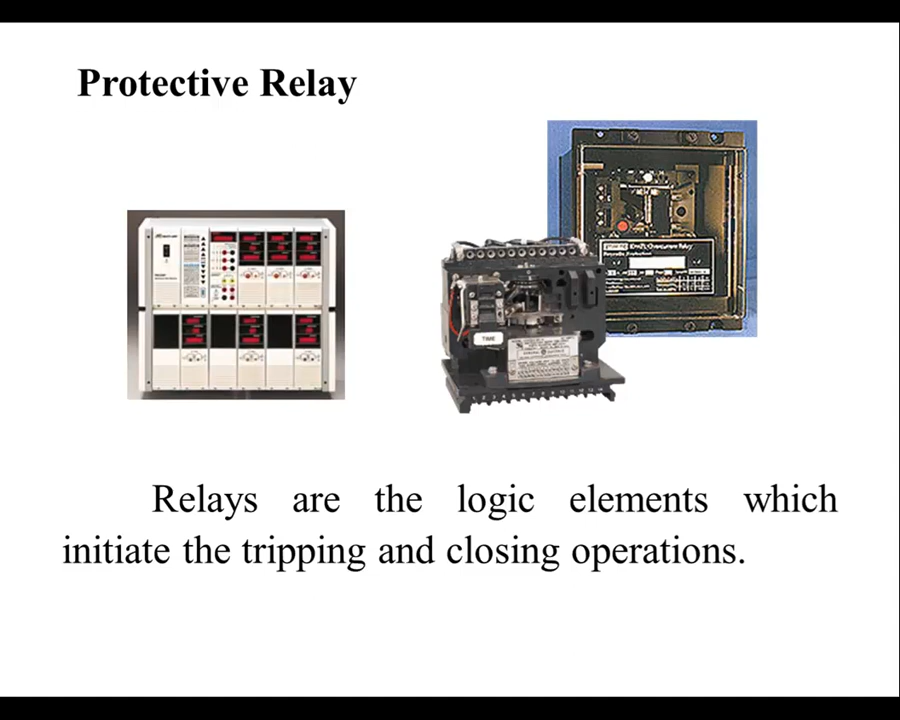 Protective Relay
TIME
Relays are the logic elements which
initiate the tripping and closing operations.